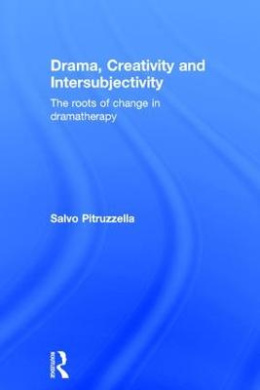 Drama, Creativity and
Intersubjectivity
The roots of change in
dramatherapy
Salvo Pitruzzella
ROUTLEDGE